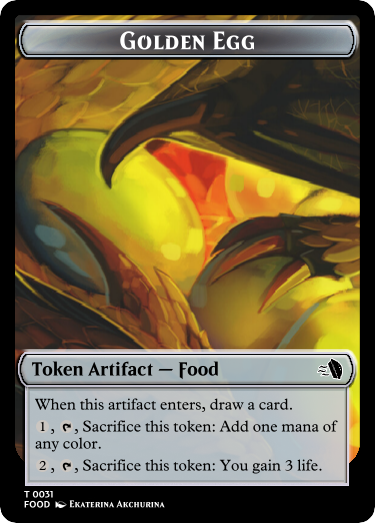 Golden Egg
Token Artifact — Food
When this artifact enters, draw a card.
1, T, Sacrifice this token: Add one mana of
any color.
2, T, Sacrifice this token: You gain 3 life.
T 0031
FOOD Ekaterina Akchurina